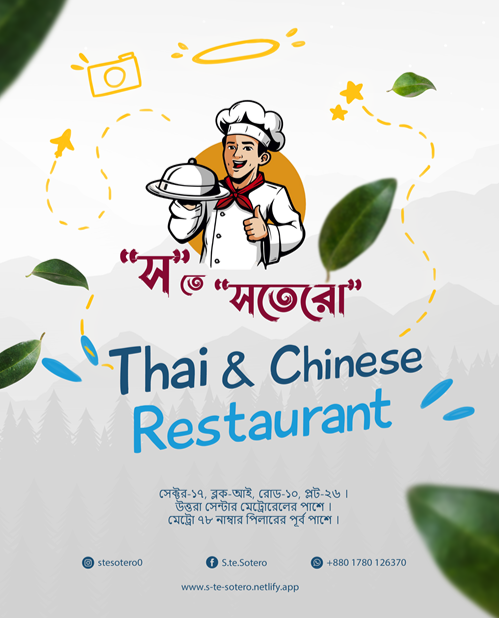 “স”তে “সতেরো”
Thai & Chinese
Restaurant
সেক্টর-১৭, ব্লক-আই, রোড-১০, প্লট-২৬।
উত্তরা সেন্টার মেট্রোরেলের পাশে।
মেট্রো ৭৮ নাম্বার পিলারের পূর্ব পাশে।
stesotero0 S.te.Sotero +880 1780 126370
www.s-te-sotero.netlify.app